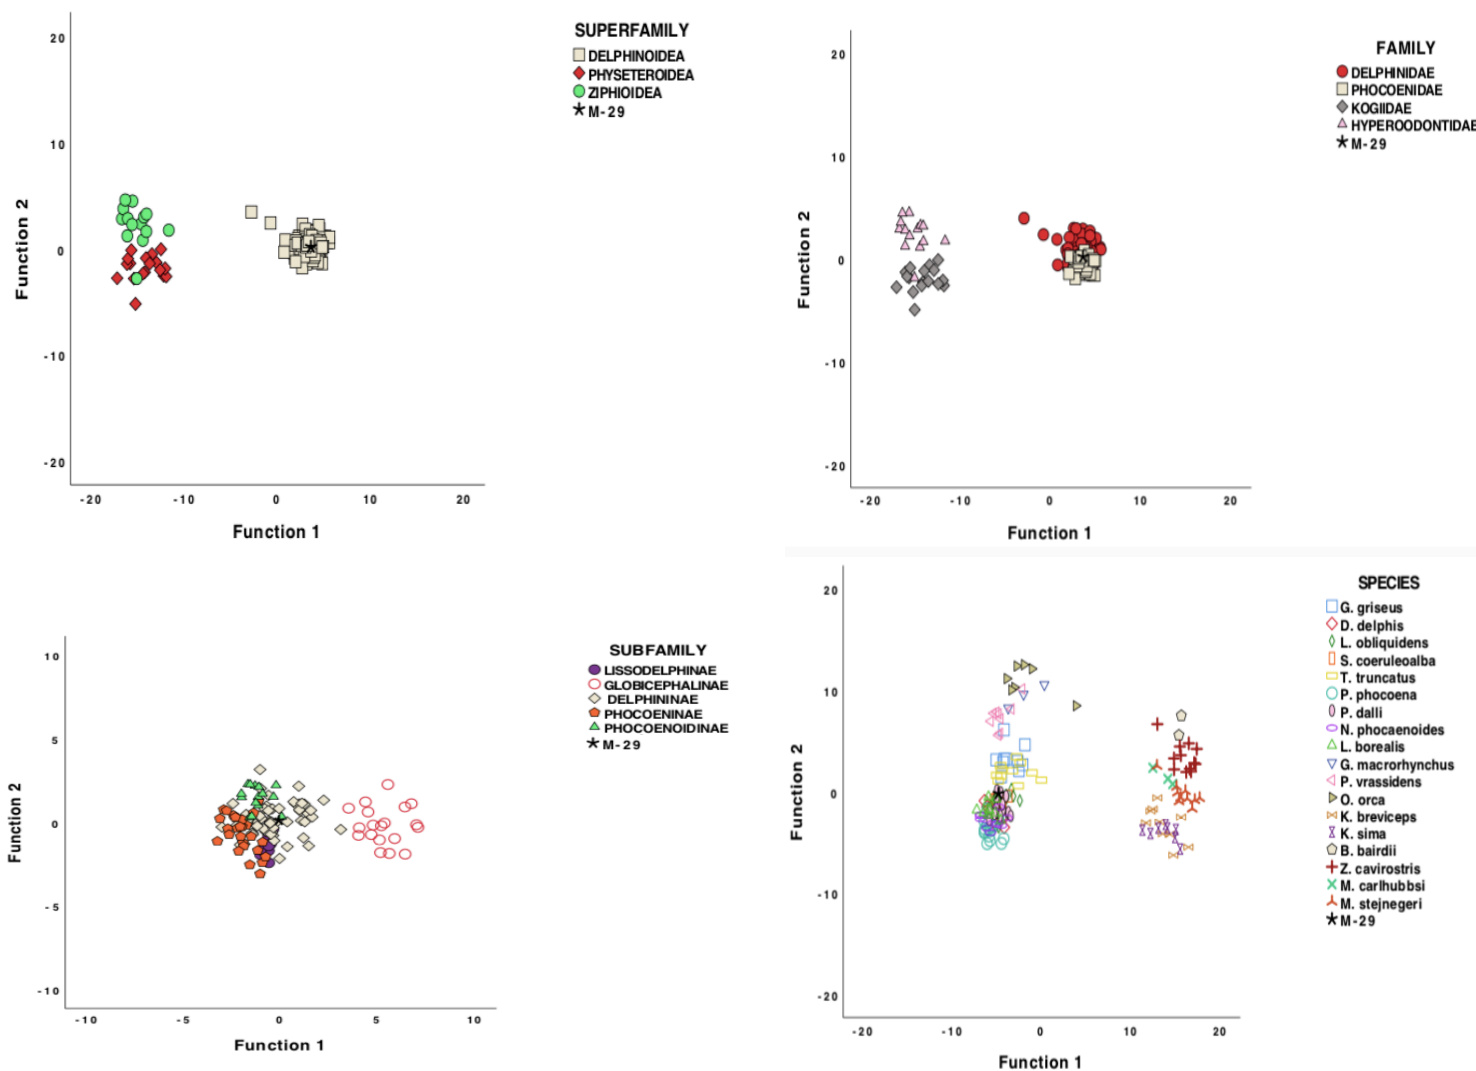 SUPERFAMILY
DELPHINOIDEA
PHYSETEROIDEA
ZIPHIOIDEA
M-29
20
10
0
-10
-20
-20
-10
0
10
20
Function 2
Function 1
FAMILY
DELPHINIDAE
PHOCOENIDAE
KOGIIDAE
HYPEROODONTIDAE
M-29
20
10
0
-10
-20
-20
-10
0
10
20
Function 2
Function 1
SUBFAMILY
LISSODELPHINAE
GLOBICEPHALINAE
DELPHININAE
PHOCOENINAE
PHOCOENOIDINAE
M-29
10
5
0
-5
-10
-10
-5
0
5
10
Function 2
Function 1
SPECIES
G. griseus
D. delphis
L. obliquidens
S. coeruleoalba
T. truncatus
P. phocoena
P. dalli
N. phocaenoides
L. borealis
G. macrorhynchus
P. vrassidens
O. orca
K. breviceps
K. sima
B. bairdii
Z. cavirostris
M. carlhubbsi
M. stejnegeri
M-29
20
10
0
-10
-20
-20
-10
0
10
20
Function 2
Function 1